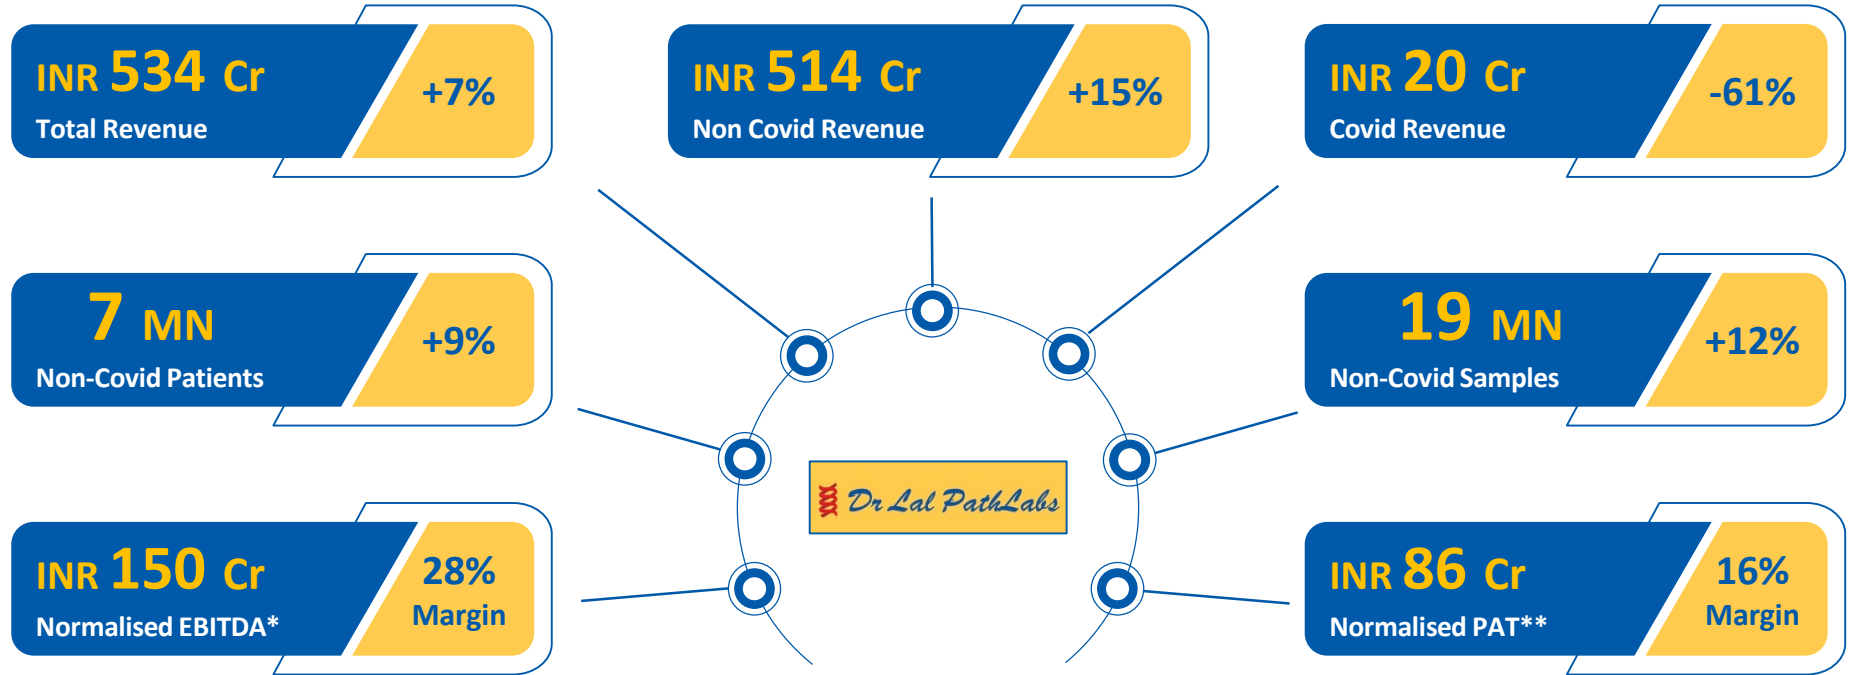 INR 534 Cr
Total Revenue
+7%
INR 514 Cr
Non Covid Revenue
+15%
INR 20 Cr
Covid Revenue
-61%
7 MN
Non-Covid Patients
+9%
19 MN
Non-Covid Samples
+12%
Dr Lal PathLabs
INR 150 Cr
Normalised EBITDA*
28%
Margin
INR 86 Cr
Normalised PAT**
16%
Margin